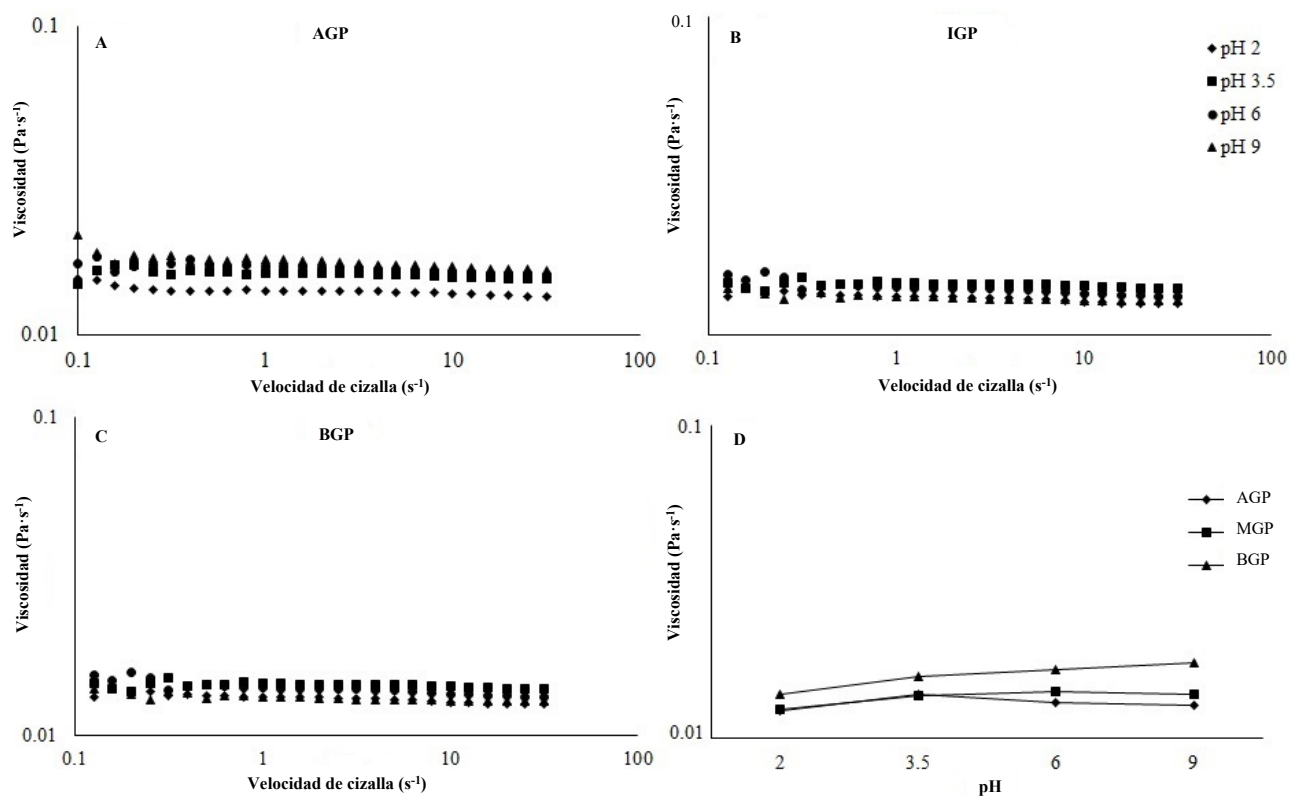 0.1
A
AGP
Viscosidad (Pa·s⁻¹)
0.01
0.1 1 10 100
Velocidad de cizalla (s⁻¹)
0.1
B
IGP
pH 2
pH 3.5
pH 6
pH 9
Viscosidad (Pa·s⁻¹)
0.01
0.1 1 10 100
Velocidad de cizalla (s⁻¹)
0.1
C
BGP
Viscosidad (Pa·s⁻¹)
0.01
0.1 1 10 100
Velocidad de cizalla (s⁻¹)
0.1
D
AGP
MGP
BGP
Viscosidad (Pa·s⁻¹)
0.01
2 3.5 6 9
pH